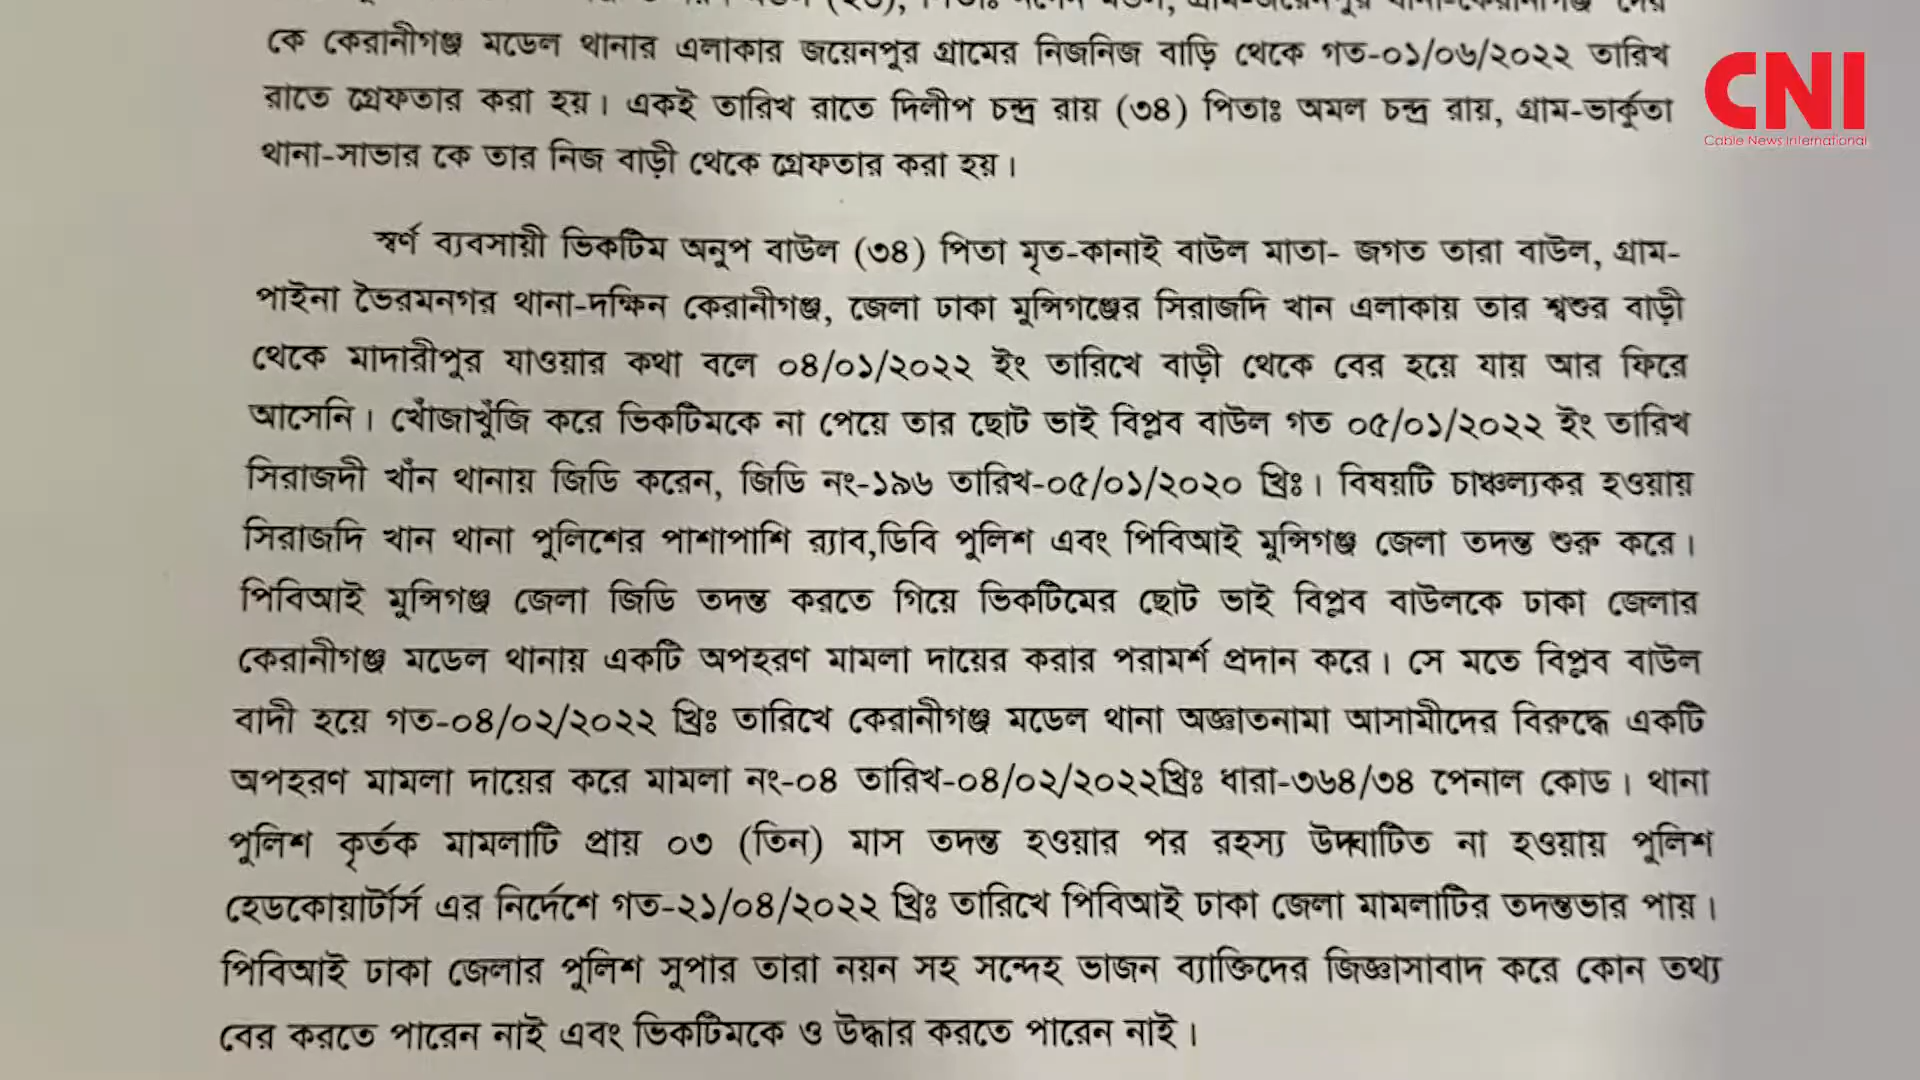 কে কেরানীগঞ্জ মডেল থানার এলাকার জয়েনপুর গ্রামের নিজনিজ বাড়ি থেকে গত-০১/০৬/২০২২ তারিখ
রাতে গ্রেফতার করা হয়। একই তারিখ রাতে দিলীপ চন্দ্র রায় (৩৪) পিতাঃ অমল চন্দ্র রায়, গ্রাম-ভার্কুতা
থানা-সাভার কে তার নিজ বাড়ী থেকে গ্রেফতার করা হয়।
CNI
Cable News International
স্বর্ণ ব্যবসায়ী ভিকটিম অনুপ বাউল (৩৪) পিতা মৃত-কানাই বাউল মাতা- জগত তারা বাউল, গ্রাম-
পাইনা ভৈরমনগর থানা-দক্ষিন কেরানীগঞ্জ, জেলা ঢাকা মুন্সিগঞ্জের সিরাজদি খান এলাকায় তার শ্বশুর বাড়ী
থেকে মাদারীপুর যাওয়ার কথা বলে ০৪/০১/২০২২ ইং তারিখে বাড়ী থেকে বের হয়ে যায় আর ফিরে
আসেনি। খোঁজাখুঁজি করে ভিকটিমকে না পেয়ে তার ছোট ভাই বিপ্লব বাউল গত ০৫/০১/২০২২ ইং তারিখ
সিরাজদী খাঁন থানায় জিডি করেন, জিডি নং-১৯৬ তারিখ-০৫/০১/২০২০ খ্রিঃ। বিষয়টি চাঞ্চল্যকর হওয়ায়
সিরাজদি খান থানা পুলিশের পাশাপাশি র‍্যাব,ডিবি পুলিশ এবং পিবিআই মুন্সিগঞ্জ জেলা তদন্ত শুরু করে।
পিবিআই মুন্সিগঞ্জ জেলা জিডি তদন্ত করতে গিয়ে ভিকটিমের ছোট ভাই বিপ্লব বাউলকে ঢাকা জেলার
কেরানীগঞ্জ মডেল থানায় একটি অপহরণ মামলা দায়ের করার পরামর্শ প্রদান করে। সে মতে বিপ্লব বাউল
বাদী হয়ে গত-০৪/০২/২০২২ খ্রিঃ তারিখে কেরানীগঞ্জ মডেল থানা অজ্ঞাতনামা আসামীদের বিরুদ্ধে একটি
অপহরণ মামলা দায়ের করে মামলা নং-০৪ তারিখ-০৪/০২/২০২২খ্রিঃ ধারা-৩৬৪/৩৪ পেনাল কোড। থানা
পুলিশ কৃর্তক মামলাটি প্রায় ০৩ (তিন) মাস তদন্ত হওয়ার পর রহস্য উদ্ঘাটিত না হওয়ায় পুলিশ
হেডকোয়ার্টার্স এর নির্দেশে গত-২১/০৪/২০২২ খ্রিঃ তারিখে পিবিআই ঢাকা জেলা মামলাটির তদন্তভার পায়।
পিবিআই ঢাকা জেলার পুলিশ সুপার তারা নয়ন সহ সন্দেহ ভাজন ব্যাক্তিদের জিজ্ঞাসাবাদ করে কোন তথ্য
বের করতে পারেন নাই এবং ভিকটিমকে ও উদ্ধার করতে পারেন নাই।